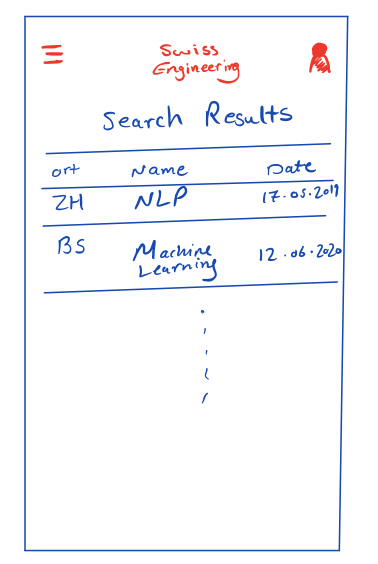 Swiss
Engineering
Search Results
ort Name Date
ZH NLP 17.05.2019
BS Machine Learning 12.06.2020